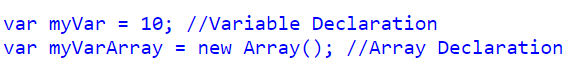 var myVar = 10; //Variable Declaration
var myVarArray = new Array(); //Array Declaration